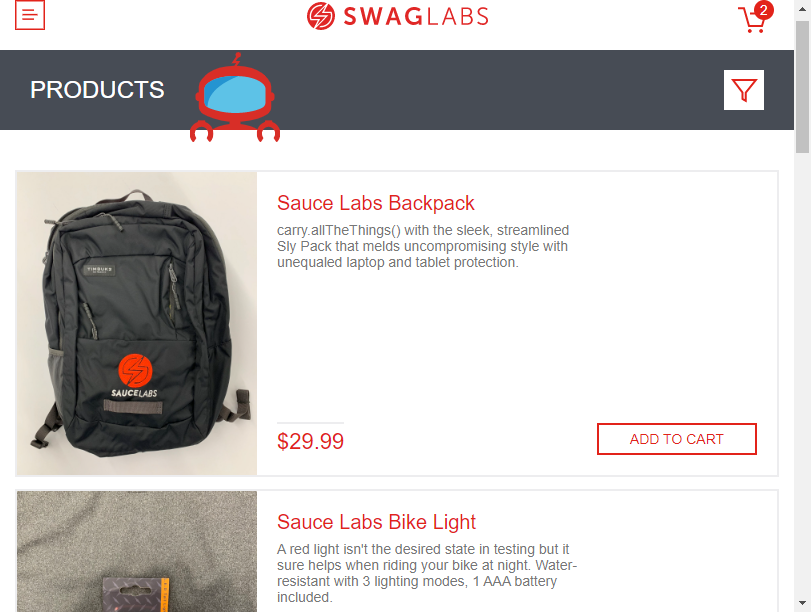 SWAGLABS
2
PRODUCTS
Sauce Labs Backpack
carry.allTheThings() with the sleek, streamlined
Sly Pack that melds uncompromising style with
unequaled laptop and tablet protection.
TIMBUK2
SAUCELABS
$29.99
ADD TO CART
Sauce Labs Bike Light
A red light isn't the desired state in testing but it
sure helps when riding your bike at night. Water-
resistant with 3 lighting modes, 1 AAA battery
included.